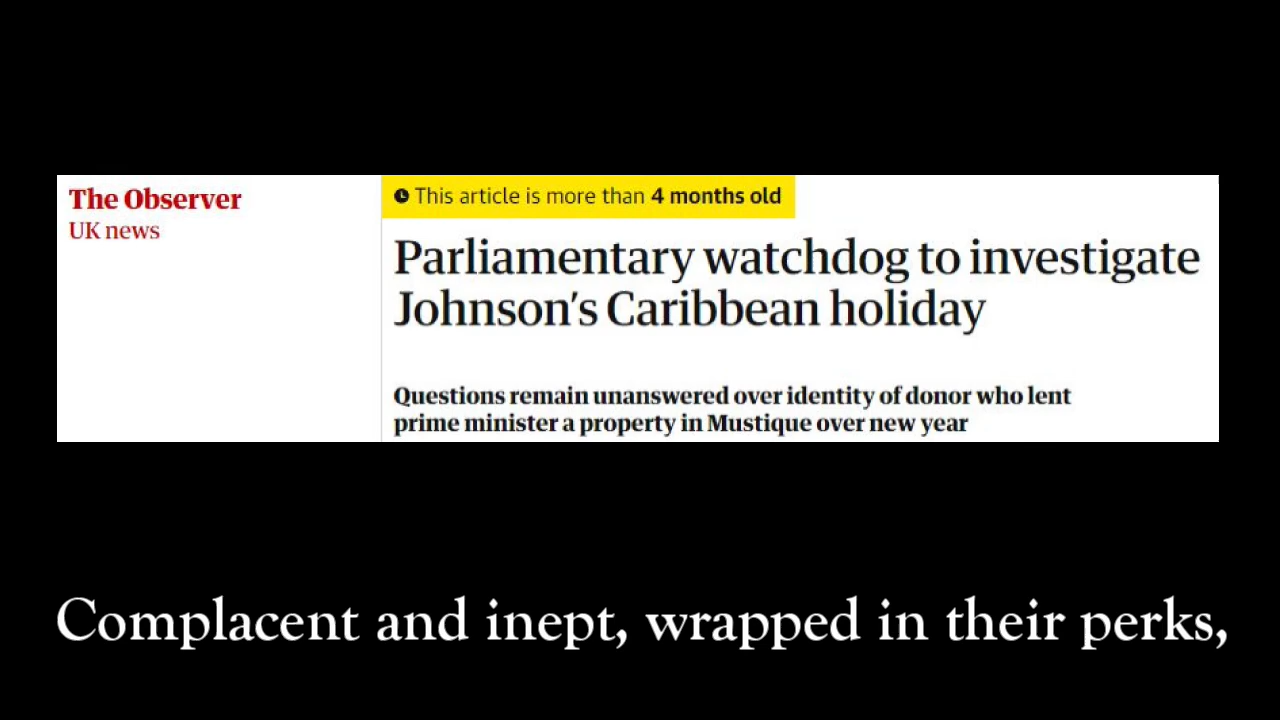 The Observer
UK news
This article is more than 4 months old
Parliamentary watchdog to investigate
Johnson's Caribbean holiday
Questions remain unanswered over identity of donor who lent
prime minister a property in Mustique over new year
Complacent and inept, wrapped in their perks,